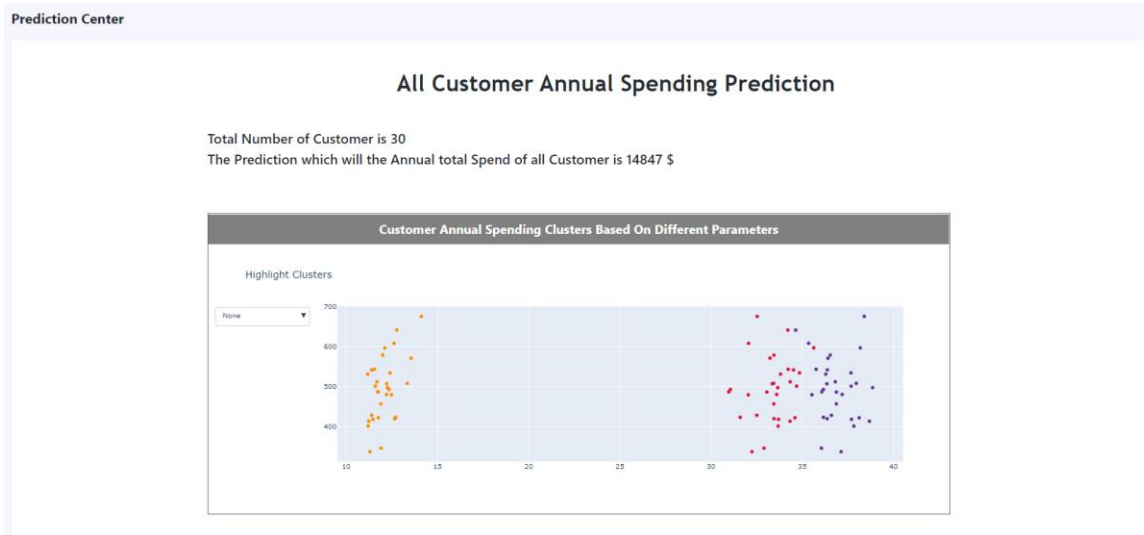 Prediction Center
All Customer Annual Spending Prediction
Total Number of Customer is 30
The Prediction which will the Annual total Spend of all Customer is 14847 $
Customer Annual Spending Clusters Based On Different Parameters
Highlight Clusters
None ▼
700
600
500
400
10 15 20 25 30 35 40